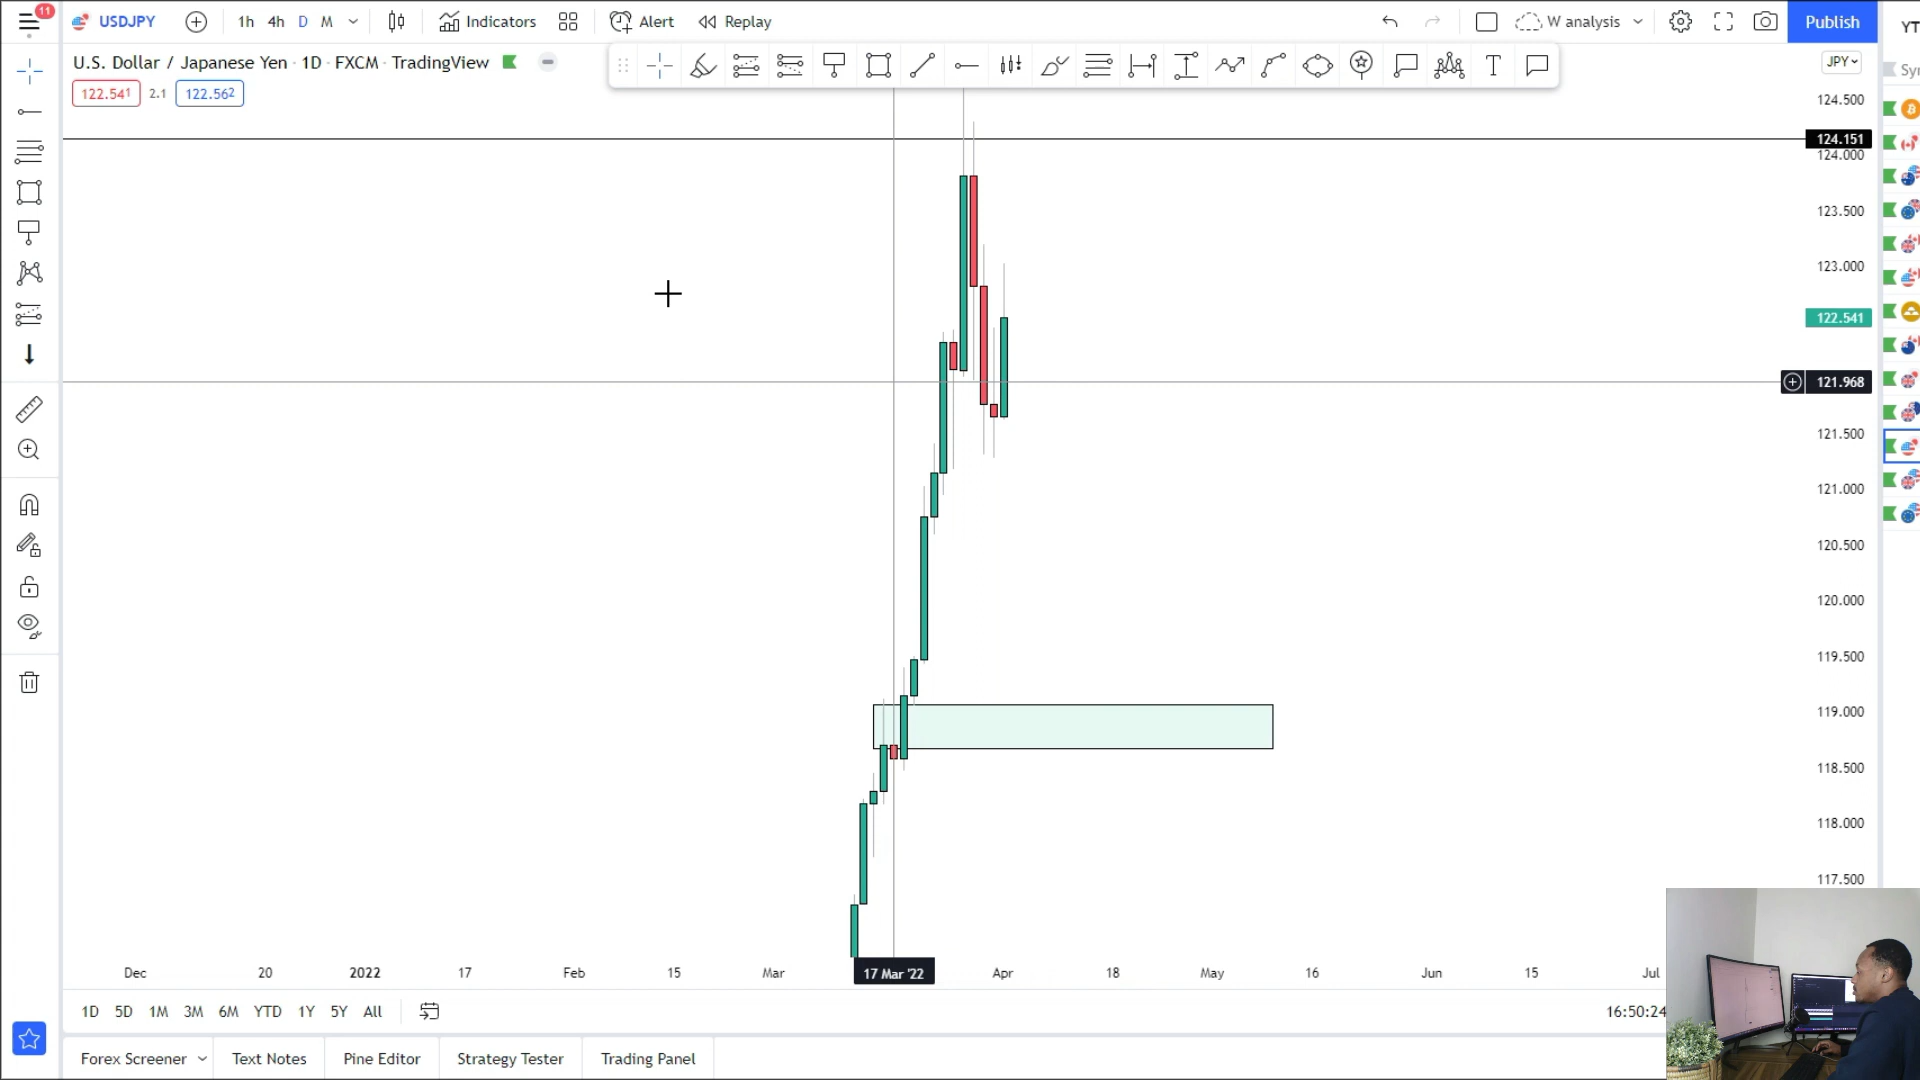 11
USDJPY
1h 4h D M
Indicators
Alert
Replay
W analysis
Publish
YT
U.S. Dollar / Japanese Yen · 1D · FXCM · TradingView
JPY
122.541 2.1 122.562
124.500
124.151
124.000
123.500
123.000
122.541
121.968
121.500
121.000
120.500
120.000
119.500
119.000
118.500
118.000
117.500
Dec 20 2022 17 Feb 15 Mar 17 Mar '22 Apr 18 May 16 Jun 15 Jul
1D 5D 1M 3M 6M YTD 1Y 5Y All
16:50:24
Forex Screener Text Notes Pine Editor Strategy Tester Trading Panel